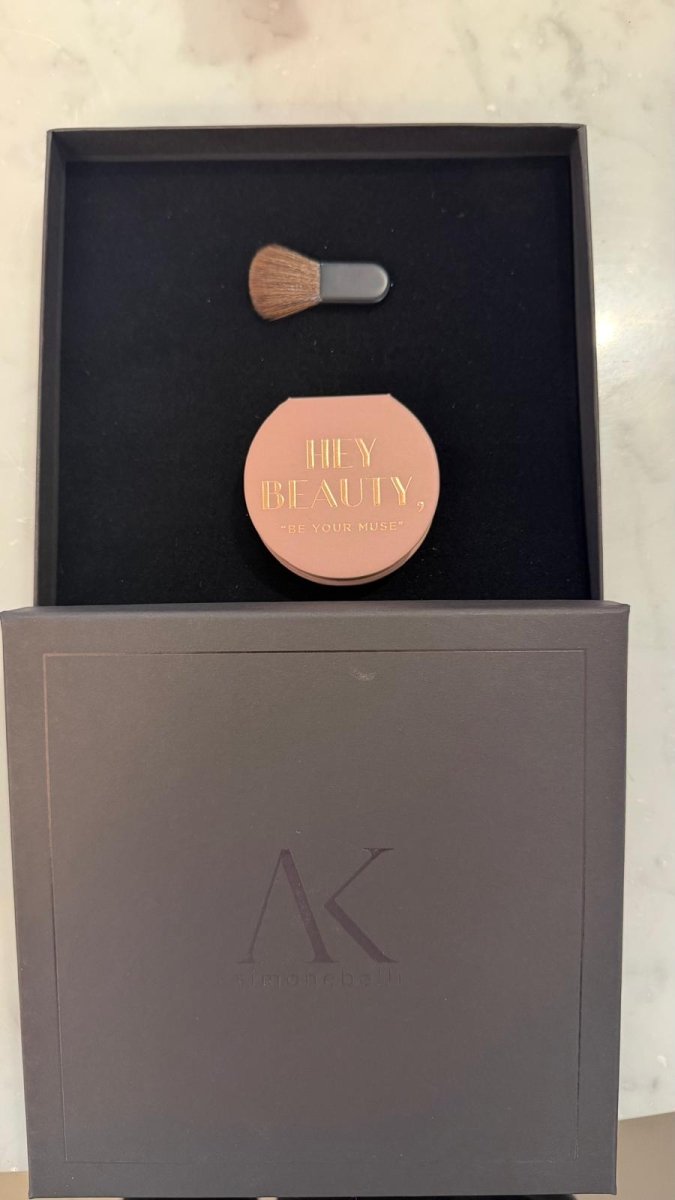 HEY
BEAUTY,
"BE YOUR MUSE"
AK
simonebelli